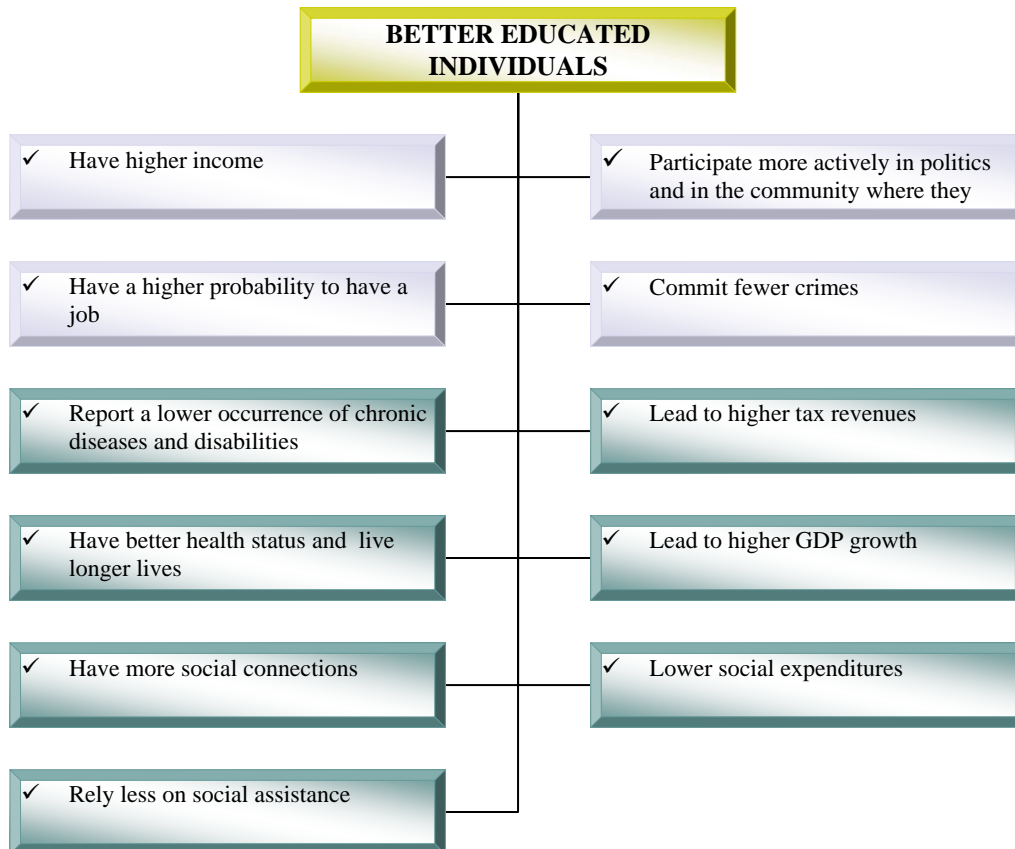 BETTER EDUCATED
INDIVIDUALS
✓ Have higher income
✓ Participate more actively in politics
and in the community where they
✓ Have a higher probability to have a
job
✓ Commit fewer crimes
✓ Report a lower occurrence of chronic
diseases and disabilities
✓ Lead to higher tax revenues
✓ Have better health status and live
longer lives
✓ Lead to higher GDP growth
✓ Have more social connections
✓ Lower social expenditures
✓ Rely less on social assistance